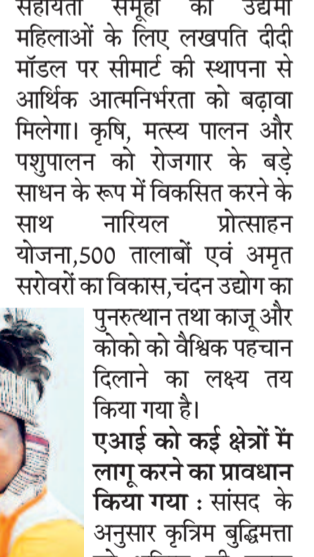 सहायता समूहों की उद्यमी
महिलाओं के लिए लखपति दीदी
मॉडल पर सीमार्ट की स्थापना से
आर्थिक आत्मनिर्भरता को बढ़ावा
मिलेगा। कृषि, मत्स्य पालन और
पशुपालन को रोजगार के बड़े
साधन के रूप में विकसित करने के
साथ नारियल प्रोत्साहन
योजना,500 तालाबों एवं अमृत
सरोवरों का विकास,चंदन उद्योग का
पुनरुत्थान तथा काजू और
कोको को वैश्विक पहचान
दिलाने का लक्ष्य तय
किया गया है।
एआई को कई क्षेत्रों में
लागू करने का प्रावधान
किया गया : सांसद के
अनुसार कृत्रिम बुद्धिमत्ता